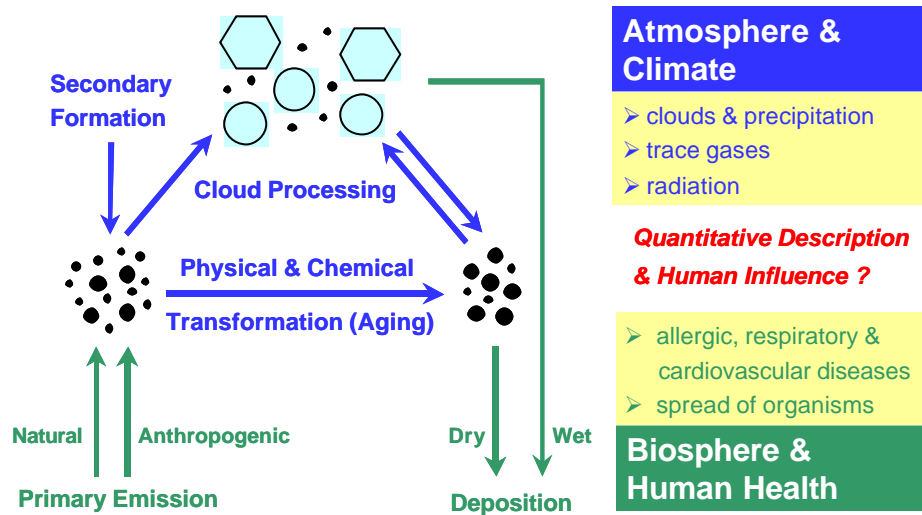 Secondary
Formation
Cloud Processing
Physical & Chemical
Transformation (Aging)
Natural
Anthropogenic
Primary Emission
Dry
Wet
Deposition
Atmosphere &
Climate
➢ clouds & precipitation
➢ trace gases
➢ radiation
Quantitative Description
& Human Influence ?
➢ allergic, respiratory &
cardiovascular diseases
➢ spread of organisms
Biosphere &
Human Health